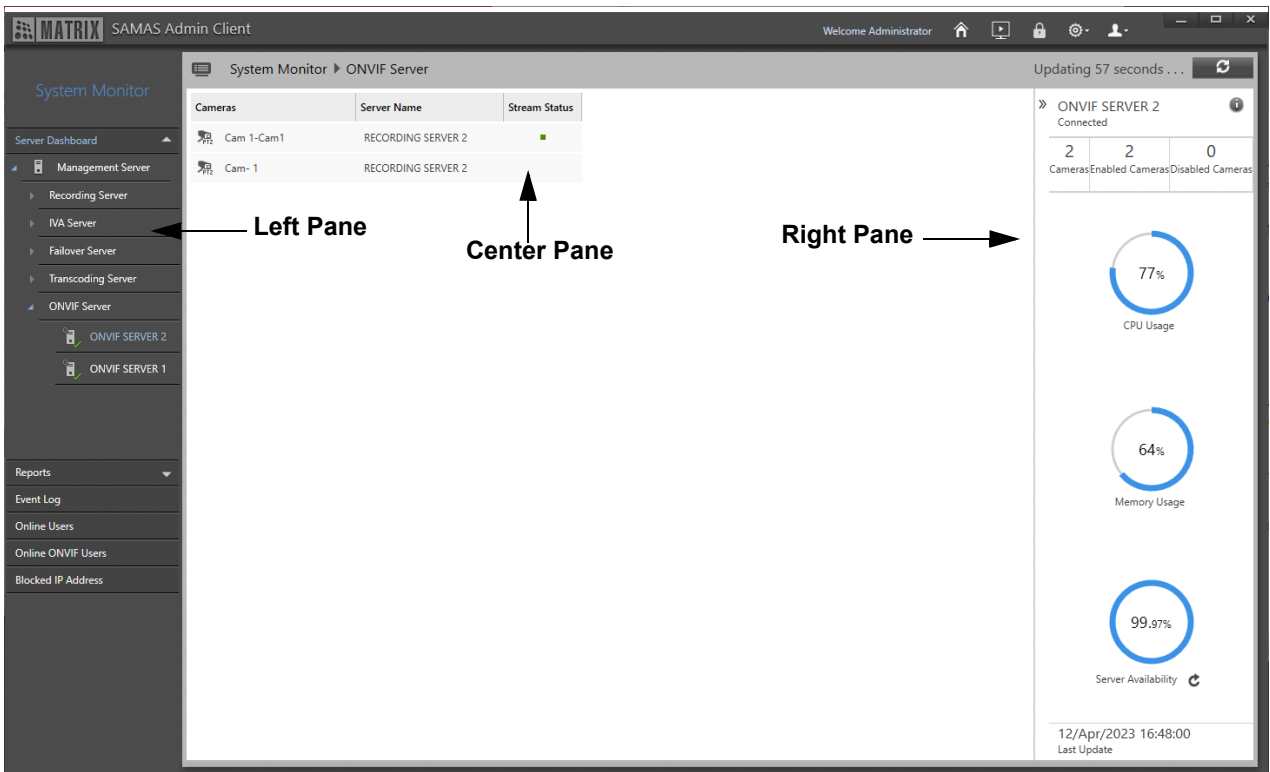 MATRIX SAMAS Admin Client
Welcome Administrator
System Monitor
Server Dashboard
Management Server
Recording Server
IVA Server
Failover Server
Transcoding Server
ONVIF Server
ONVIF SERVER 2
ONVIF SERVER 1
Reports
Event Log
Online Users
Online ONVIF Users
Blocked IP Address
System Monitor ONVIF Server
Updating 57 seconds . . .
Cameras Server Name Stream Status
PTZ Cam 1-Cam1 RECORDING SERVER 2
PTZ Cam- 1 RECORDING SERVER 2
Left Pane
Center Pane
Right Pane
» ONVIF SERVER 2
Connected
2 2 0
Cameras Enabled Cameras Disabled Cameras
77%
CPU Usage
64%
Memory Usage
99.97%
Server Availability
12/Apr/2023 16:48:00
Last Update